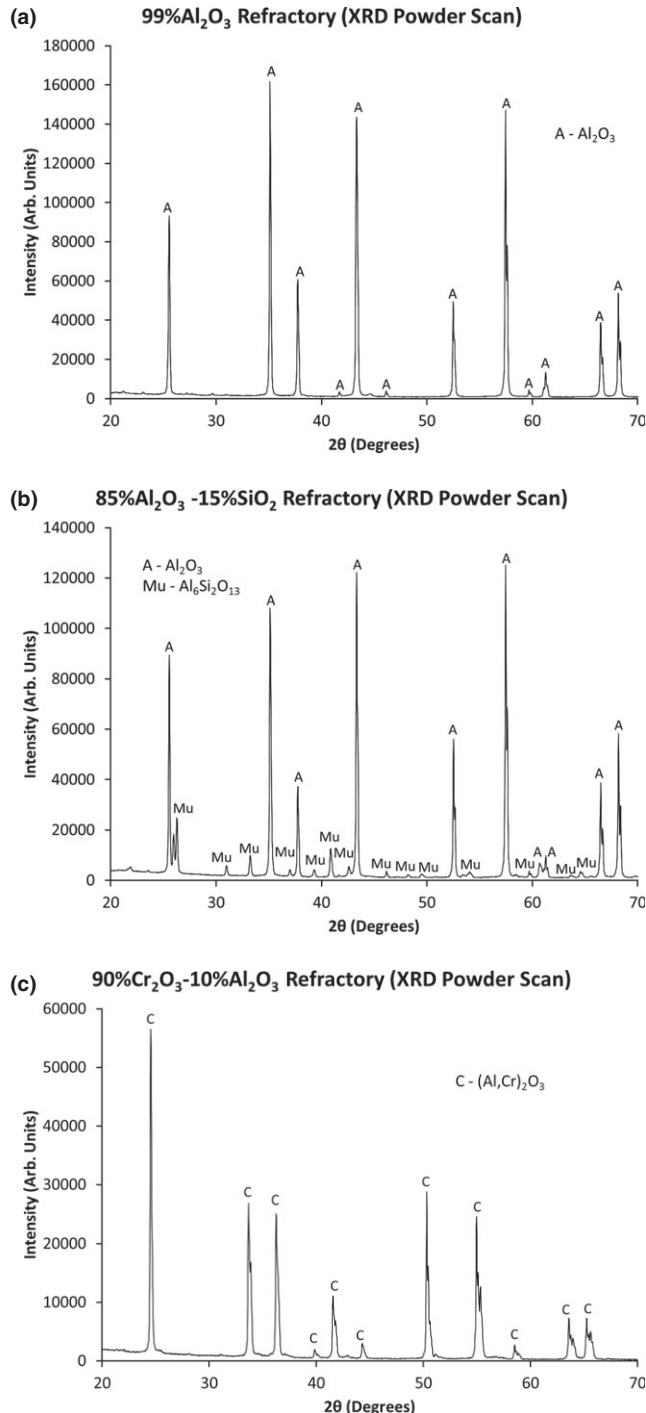 (a)
99%Al₂O₃ Refractory (XRD Powder Scan)
180000
160000
140000
120000
100000
80000
60000
40000
20000
0
Intensity (Arb. Units)
A
A
A
A
A
A
A
A
A
A
A
A
A - Al₂O₃
20
30
40
50
60
70
2θ (Degrees)
(b)
85%Al₂O₃ -15%SiO₂ Refractory (XRD Powder Scan)
140000
120000
100000
80000
60000
40000
20000
0
Intensity (Arb. Units)
A - Al₂O₃
Mu - Al₆Si₂O₁₃
A
Mu
Mu
Mu
A
Mu
A
Mu
Mu
Mu
A
Mu
Mu
Mu
A
Mu
A
Mu
A
A
Mu
Mu
A
A
20
30
40
50
60
70
2θ (Degrees)
(c)
90%Cr₂O₃-10%Al₂O₃ Refractory (XRD Powder Scan)
60000
50000
40000
30000
20000
10000
0
Intensity (Arb. Units)
C
C
C
C
C
C
C
C
C
C
C
C - (Al,Cr)₂O₃
20
30
40
50
60
70
2θ (Degrees)